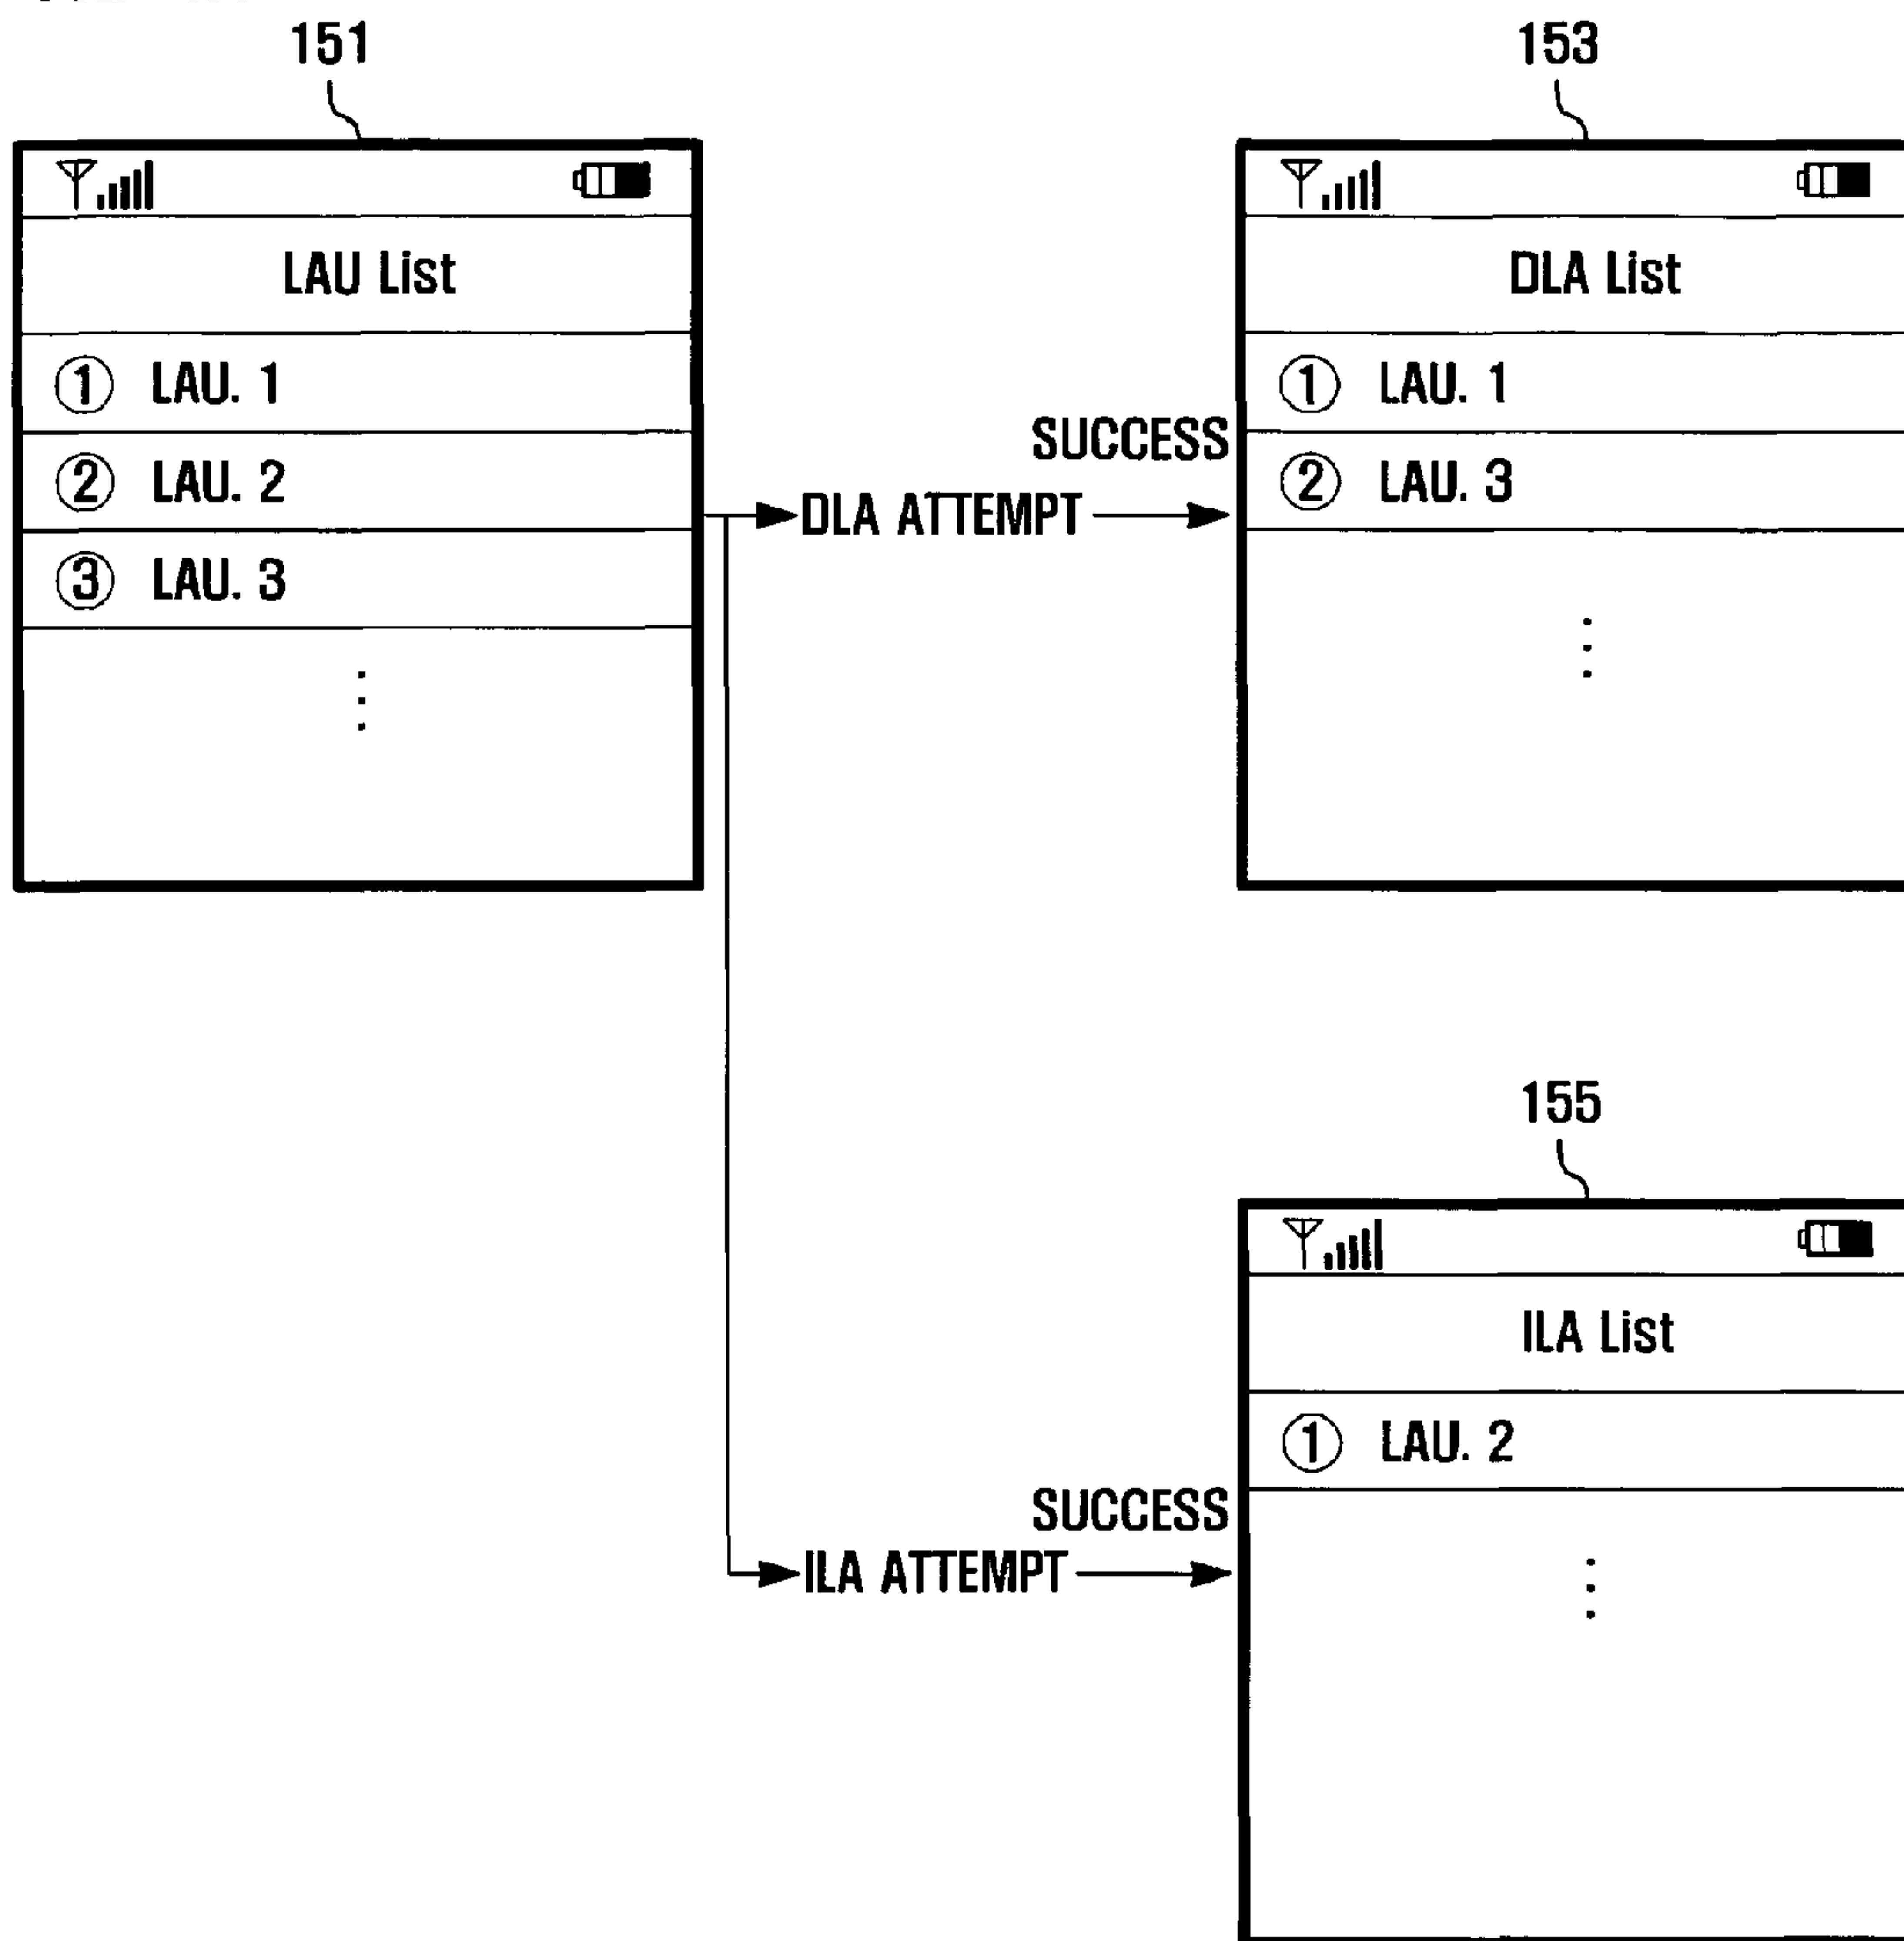 151
LAU List
① LAU. 1
② LAU. 2
③ LAU. 3
SUCCESS
DLA ATTEMPT
153
DLA List
① LAU. 1
② LAU. 3
SUCCESS
ILA ATTEMPT
155
ILA List
① LAU. 2